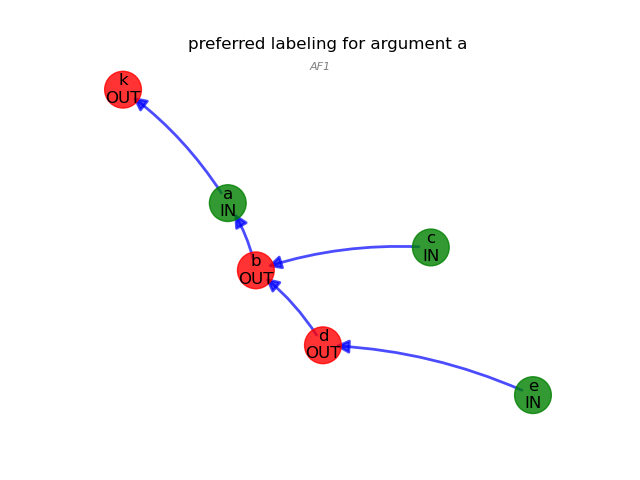 preferred labeling for argument a
AF1
k
OUT
a
IN
c
IN
b
OUT
d
OUT
e
IN